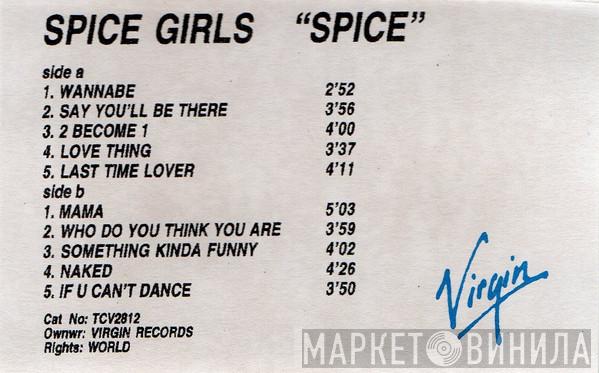 SPICE GIRLS "SPICE"
side a
1. WANNABE 2'52
2. SAY YOU'LL BE THERE 3'56
3. 2 BECOME 1 4'00
4. LOVE THING 3'37
5. LAST TIME LOVER 4'11
side b
1. MAMA 5'03
2. WHO DO YOU THINK YOU ARE 3'59
3. SOMETHING KINDA FUNNY 4'02
4. NAKED 4'26
5. IF U CAN'T DANCE 3'50
Cat No: TCV2812
Ownwr: VIRGIN RECORDS
Rights: WORLD
Virgin
МАРКЕТ ВИНИЛА